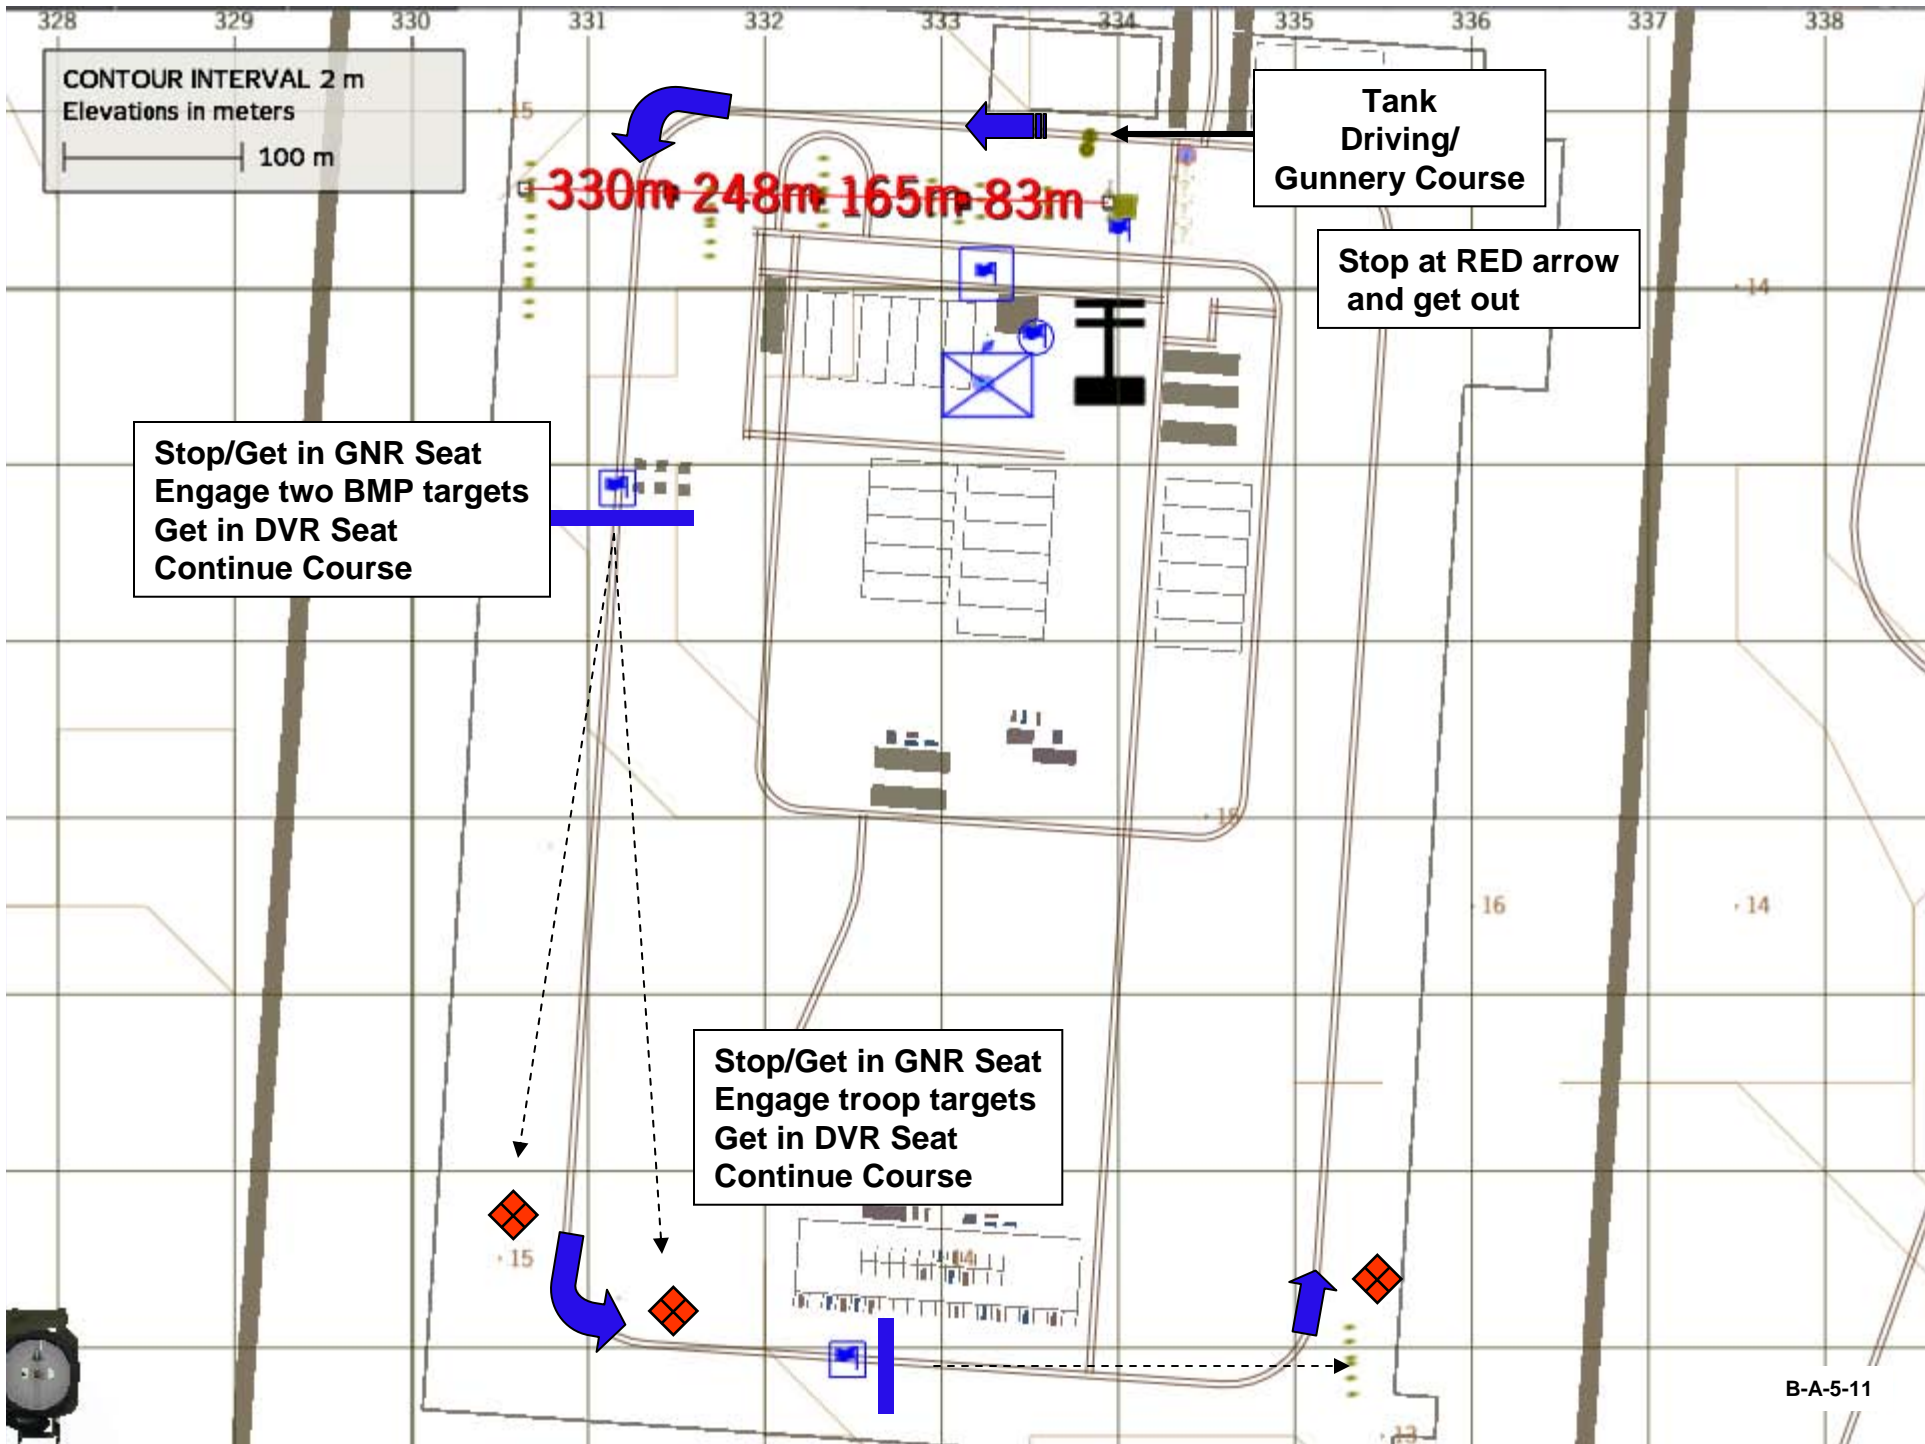 328 329 330 331 332 333 334 335 336 337 338
CONTOUR INTERVAL 2 m
Elevations in meters
100 m
15
Tank
Driving/
Gunnery Course
330m 248m 165m 83m
Stop at RED arrow
and get out
14
Stop/Get in GNR Seat
Engage two BMP targets
Get in DVR Seat
Continue Course
16
14
Stop/Get in GNR Seat
Engage troop targets
Get in DVR Seat
Continue Course
15
B-A-5-11
13